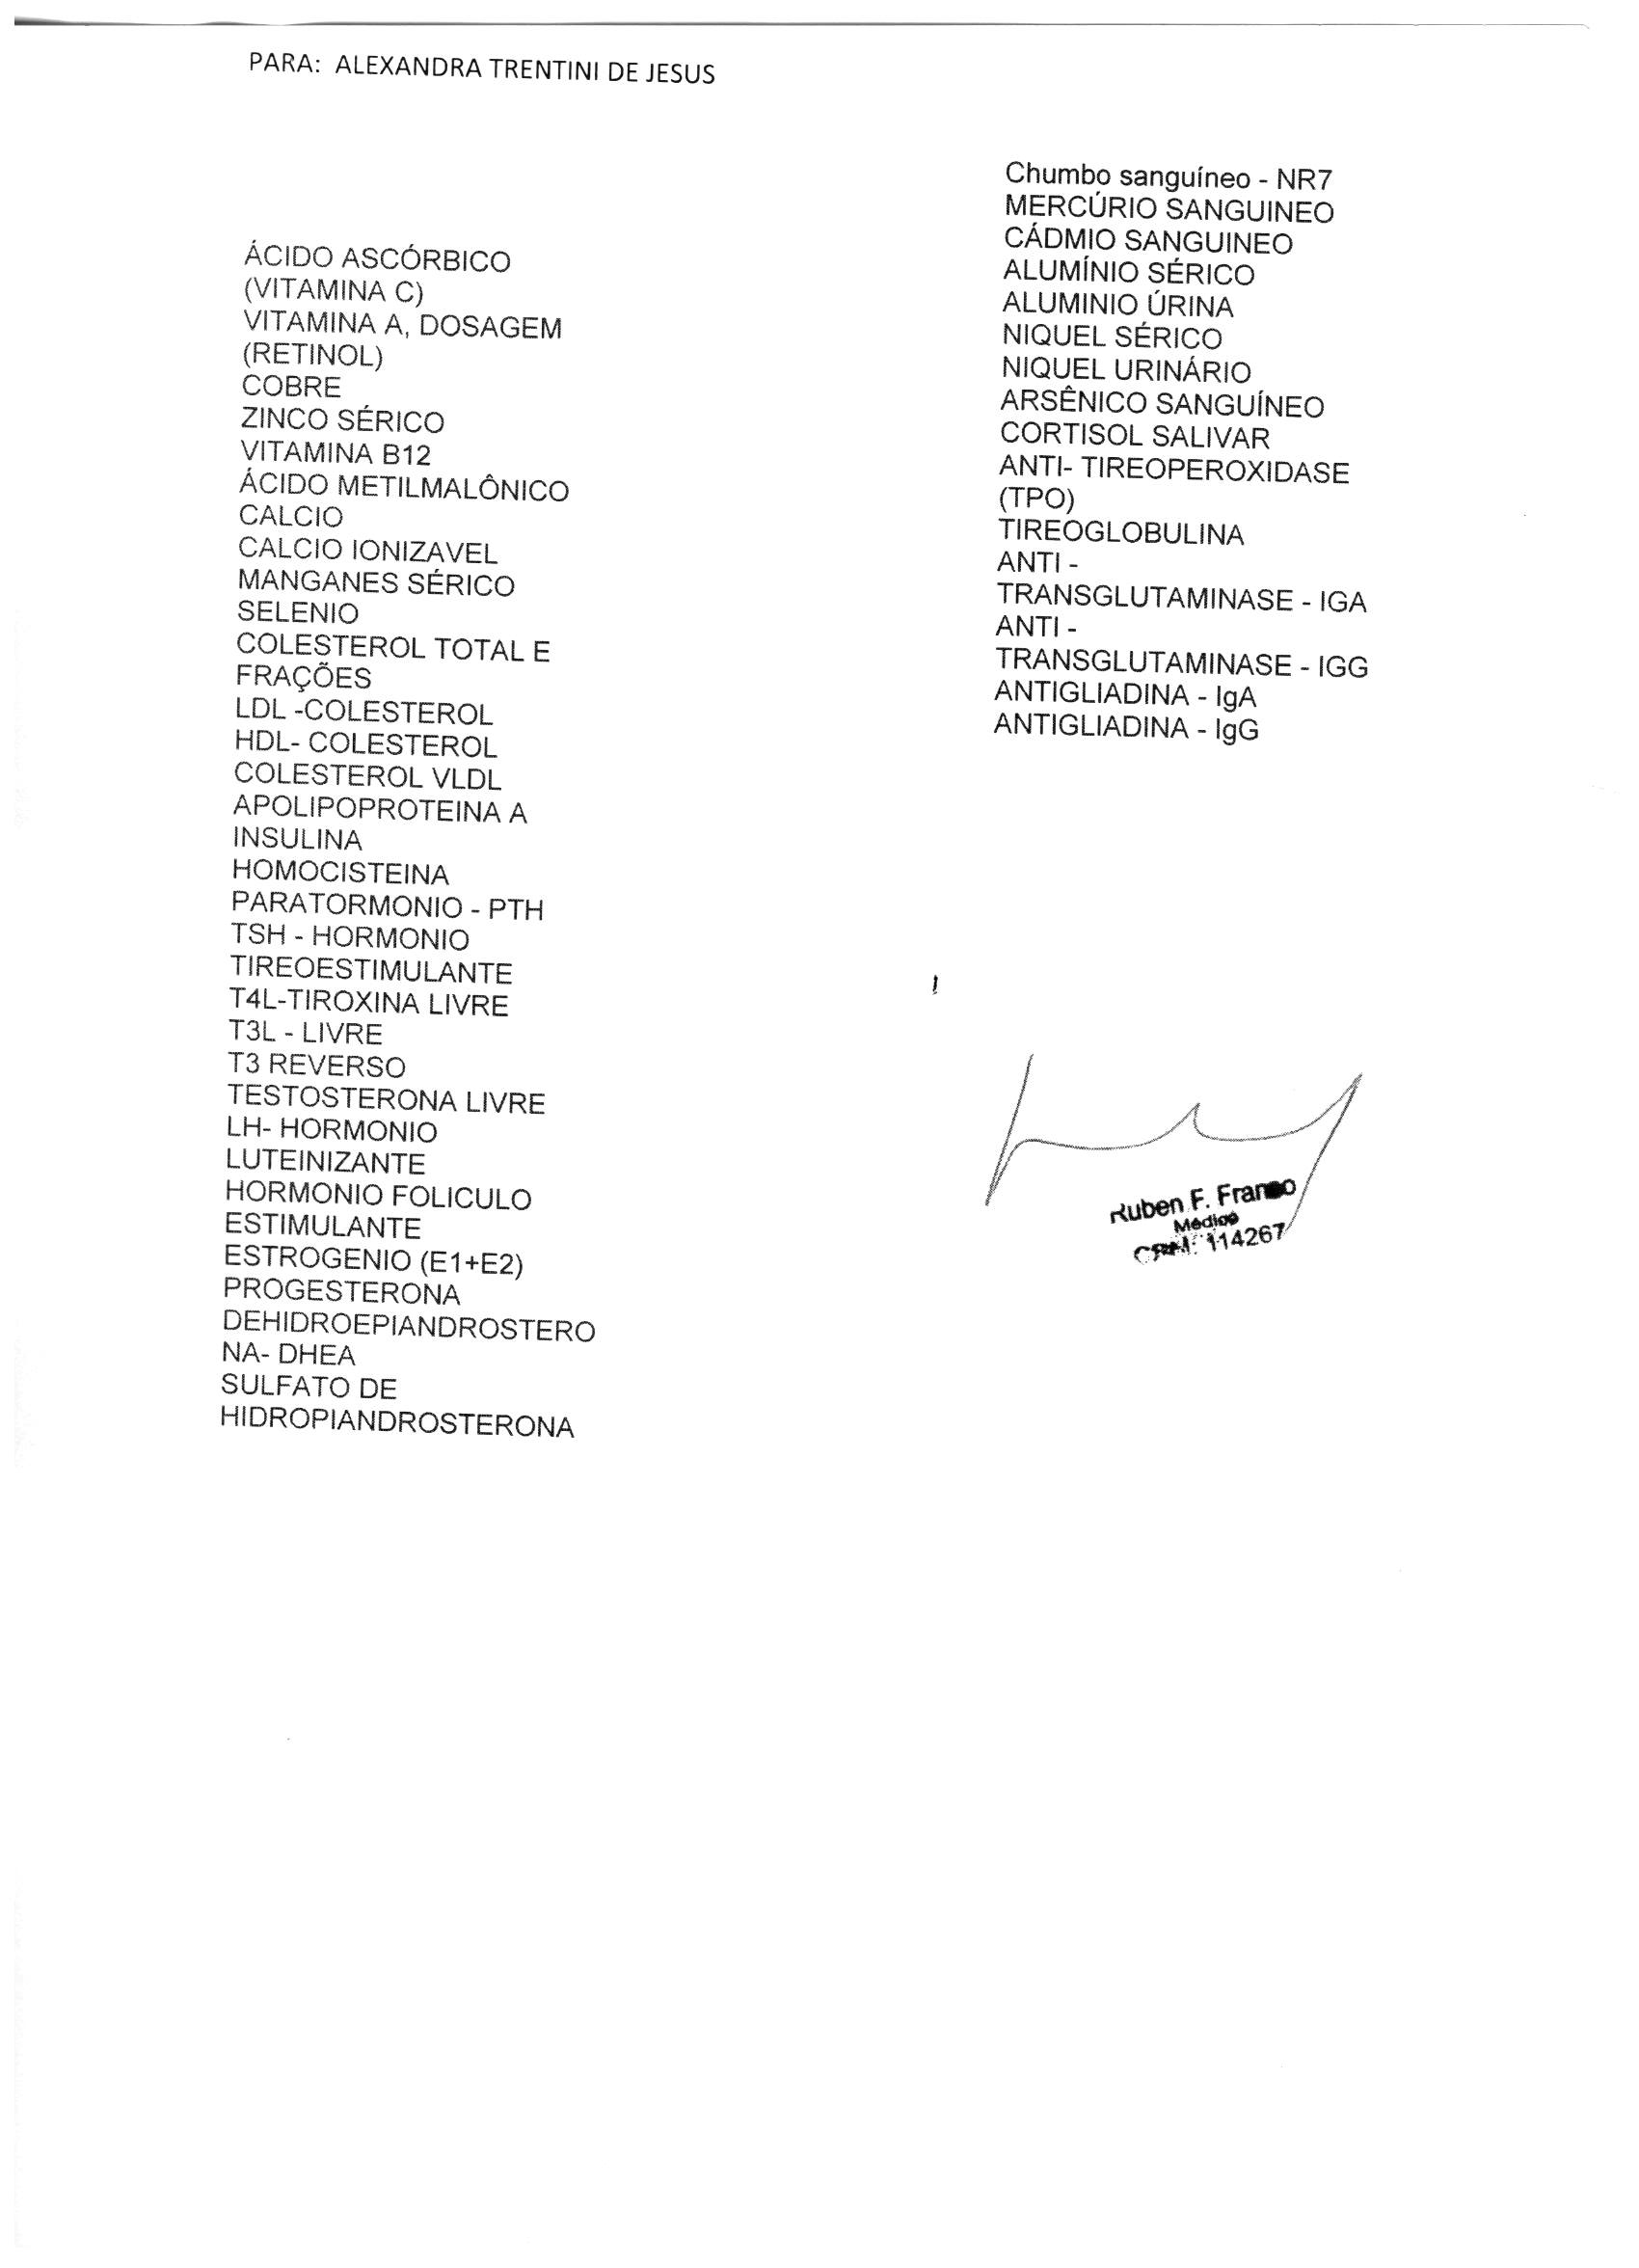 PARA: ALEXANDRA TRENTINI DE JESUS
ÁCIDO ASCÓRBICO
(VITAMINA C)
VITAMINA A, DOSAGEM
(RETINOL)
COBRE
ZINCO SÉRICO
VITAMINA B12
ÁCIDO METILMALÔNICO
CALCIO
CALCIO IONIZAVEL
MANGANES SÉRICO
SELENIO
COLESTEROL TOTAL E
FRAÇÕES
LDL -COLESTEROL
HDL- COLESTEROL
COLESTEROL VLDL
APOLIPOPROTEINA A
INSULINA
HOMOCISTEINA
PARATORMONIO - PTH
TSH - HORMONIO
TIREOESTIMULANTE
T4L-TIROXINA LIVRE
T3L - LIVRE
T3 REVERSO
TESTOSTERONA LIVRE
LH- HORMONIO
LUTEINIZANTE
HORMONIO FOLICULO
ESTIMULANTE
ESTROGENIO (E1+E2)
PROGESTERONA
DEHIDROEPIANDROSTERO
NA- DHEA
SULFATO DE
HIDROPIANDROSTERONA
Chumbo sanguíneo - NR7
MERCÚRIO SANGUINEO
CÁDMIO SANGUINEO
ALUMÍNIO SÉRICO
ALUMINIO ÚRINA
NIQUEL SÉRICO
NIQUEL URINÁRIO
ARSÊNICO SANGUÍNEO
CORTISOL SALIVAR
ANTI- TIREOPEROXIDASE
(TPO)
TIREOGLOBULINA
ANTI -
TRANSGLUTAMINASE - IGA
ANTI -
TRANSGLUTAMINASE - IGG
ANTIGLIADINA - IgA
ANTIGLIADINA - IgG
Ruben F. Franco
Médico
CRM: 114267